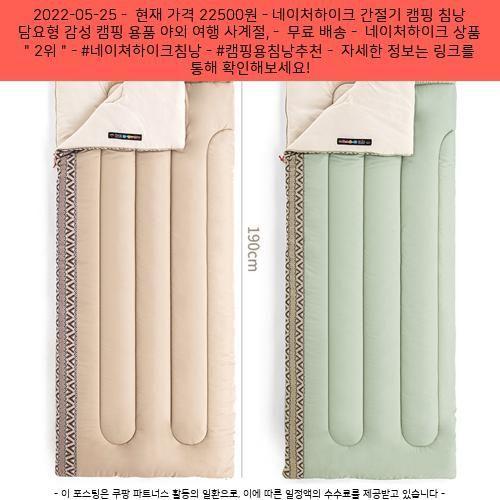 2022-05-25 - 현재 가격 22500원 - 네이처하이크 간절기 캠핑 침낭
담요형 감성 캠핑 용품 야외 여행 사계절, - 무료 배송 - 네이처하이크 상품
" 2위 " - #네이쳐하이크침낭 - #캠핑용침낭추천 - 자세한 정보는 링크를
통해 확인해보세요!
190cm
- 이 포스팅은 쿠팡 파트너스 활동의 일환으로, 이에 따른 일정액의 수수료를 제공받고 있습니다 -